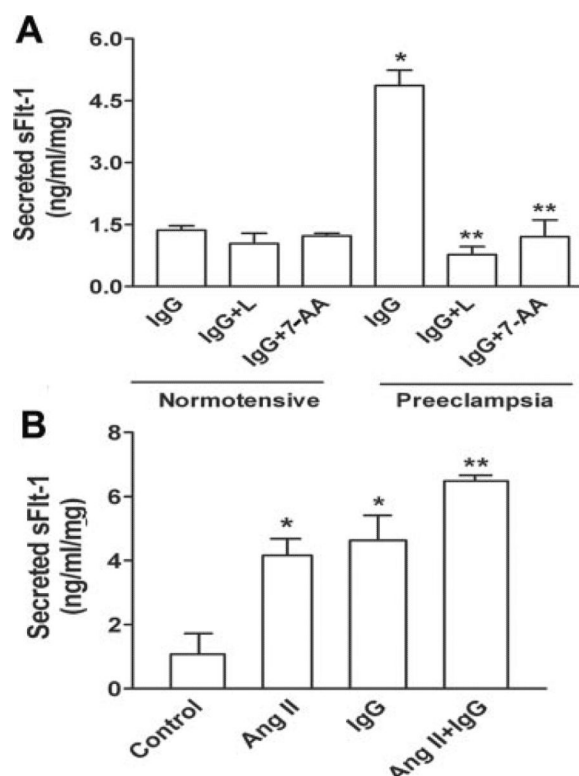 A
Secreted sFlt-1
(ng/ml/mg)
6.0
4.5
3.0
1.5
0.0
*
**
**
IgG
IgG+L
IgG+7-AA
IgG
IgG+L
IgG+7-AA
Normotensive
Preeclampsia
B
Secreted sFlt-1
(ng/ml/mg)
8
6
4
2
0
*
*
**
Control
Ang II
IgG
Ang II+IgG